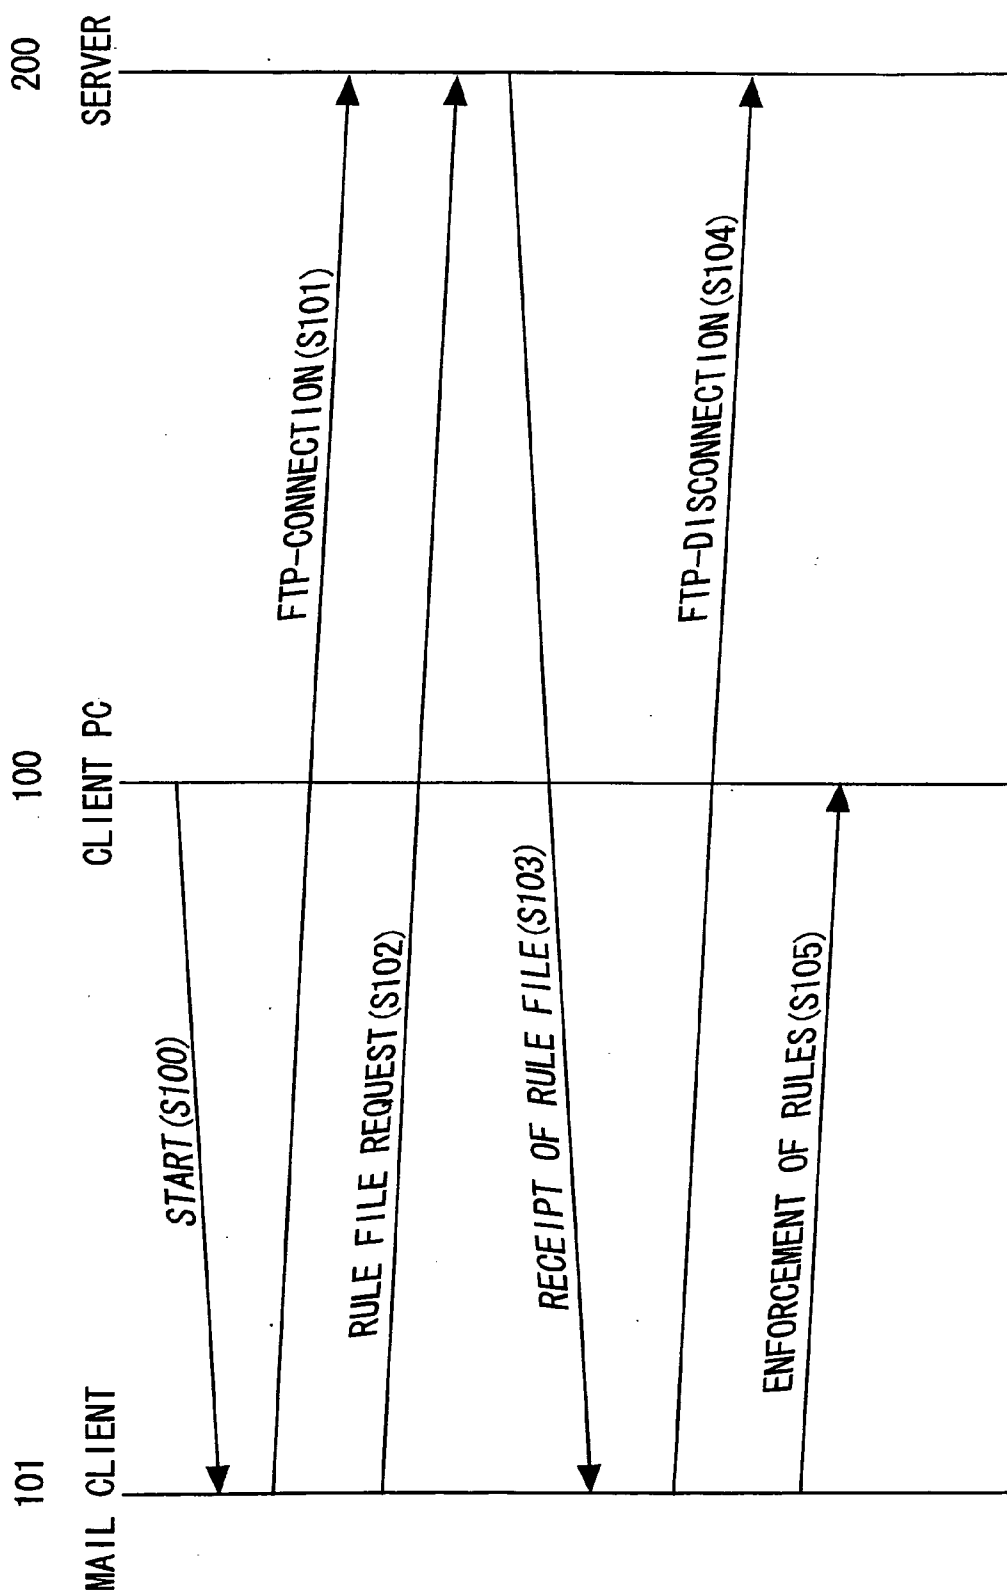 101
MAIL CLIENT
100
CLIENT PC
200
SERVER
START(S100)
FTP-CONNECTION(S101)
RULE FILE REQUEST(S102)
RECEIPT OF RULE FILE(S103)
FTP-DISCONNECTION(S104)
ENFORCEMENT OF RULES(S105)